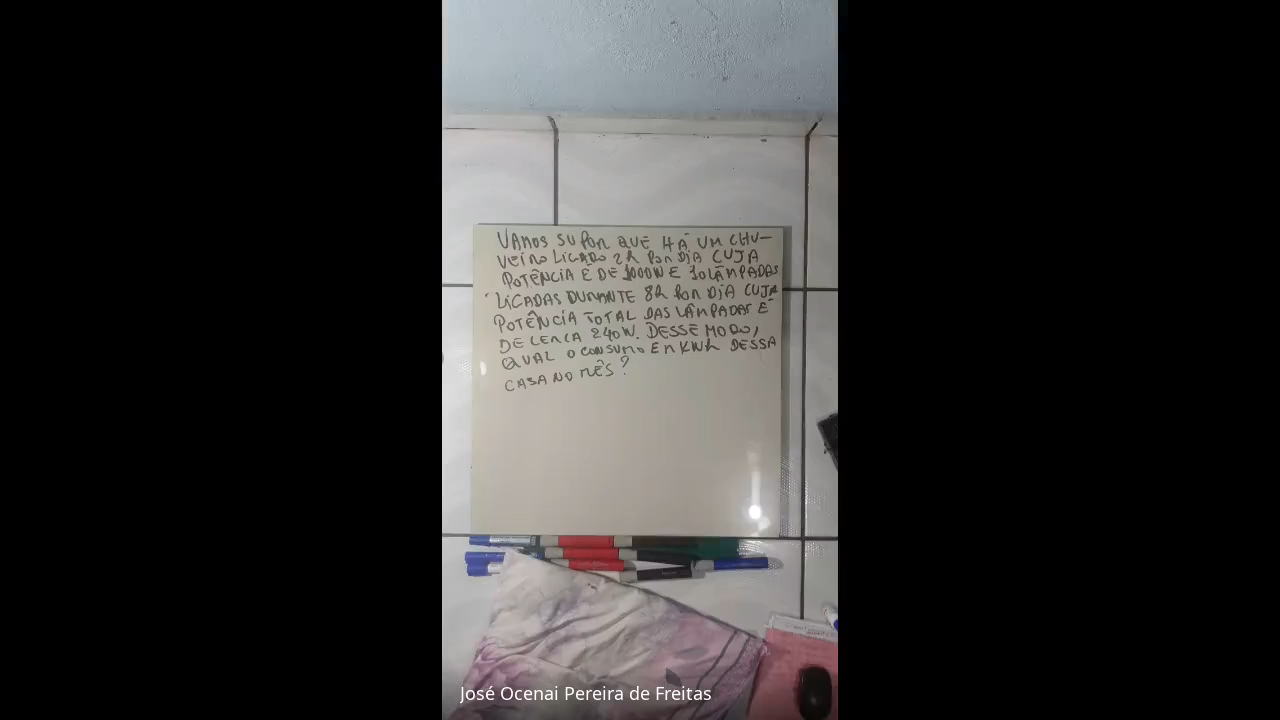 VAMOS SUPOR QUE HÁ UM CHU-
VEIRO LIGADO 2h POR DIA CUJA
POTÊNCIA É DE 1000W E 10 LÂMPADAS
LIGADAS DURANTE 8h POR DIA CUJA
POTÊNCIA TOTAL DAS LÂMPADAS É
DE CERCA 240W. DESSE MODO,
QUAL O CONSUMO EM KWh DESSA
CASA NO MÊS?
José Ocenai Pereira de Freitas